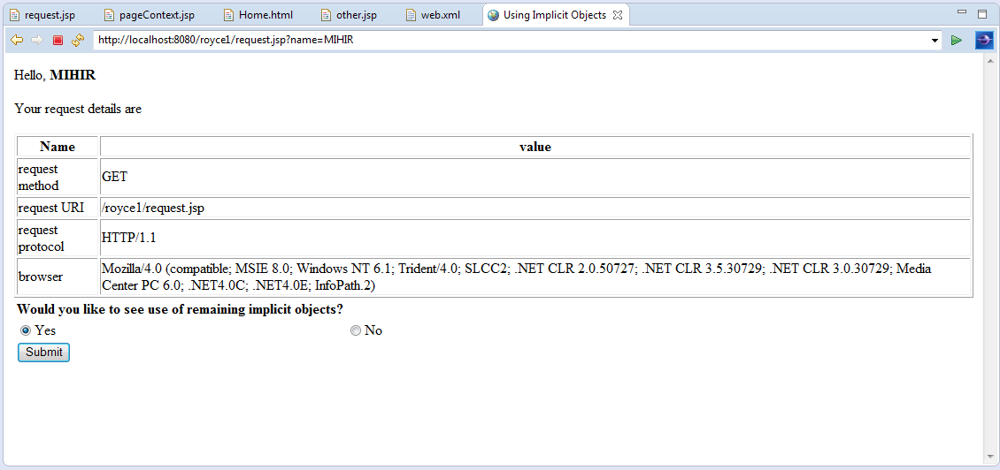 request.jsp pageContext.jsp Home.html other.jsp web.xml Using Implicit Objects
http://localhost:8080/royce1/request.jsp?name=MIHIR
Hello, MIHIR
Your request details are
Name value
request
method
GET
request URI /royce1/request.jsp
request
protocol
HTTP/1.1
browser
Mozilla/4.0 (compatible; MSIE 8.0; Windows NT 6.1; Trident/4.0; SLCC2; .NET CLR 2.0.50727; .NET CLR 3.5.30729; .NET CLR 3.0.30729; Media
Center PC 6.0; .NET4.0C; .NET4.0E; InfoPath.2)
Would you like to see use of remaining implicit objects?
Yes No
Submit